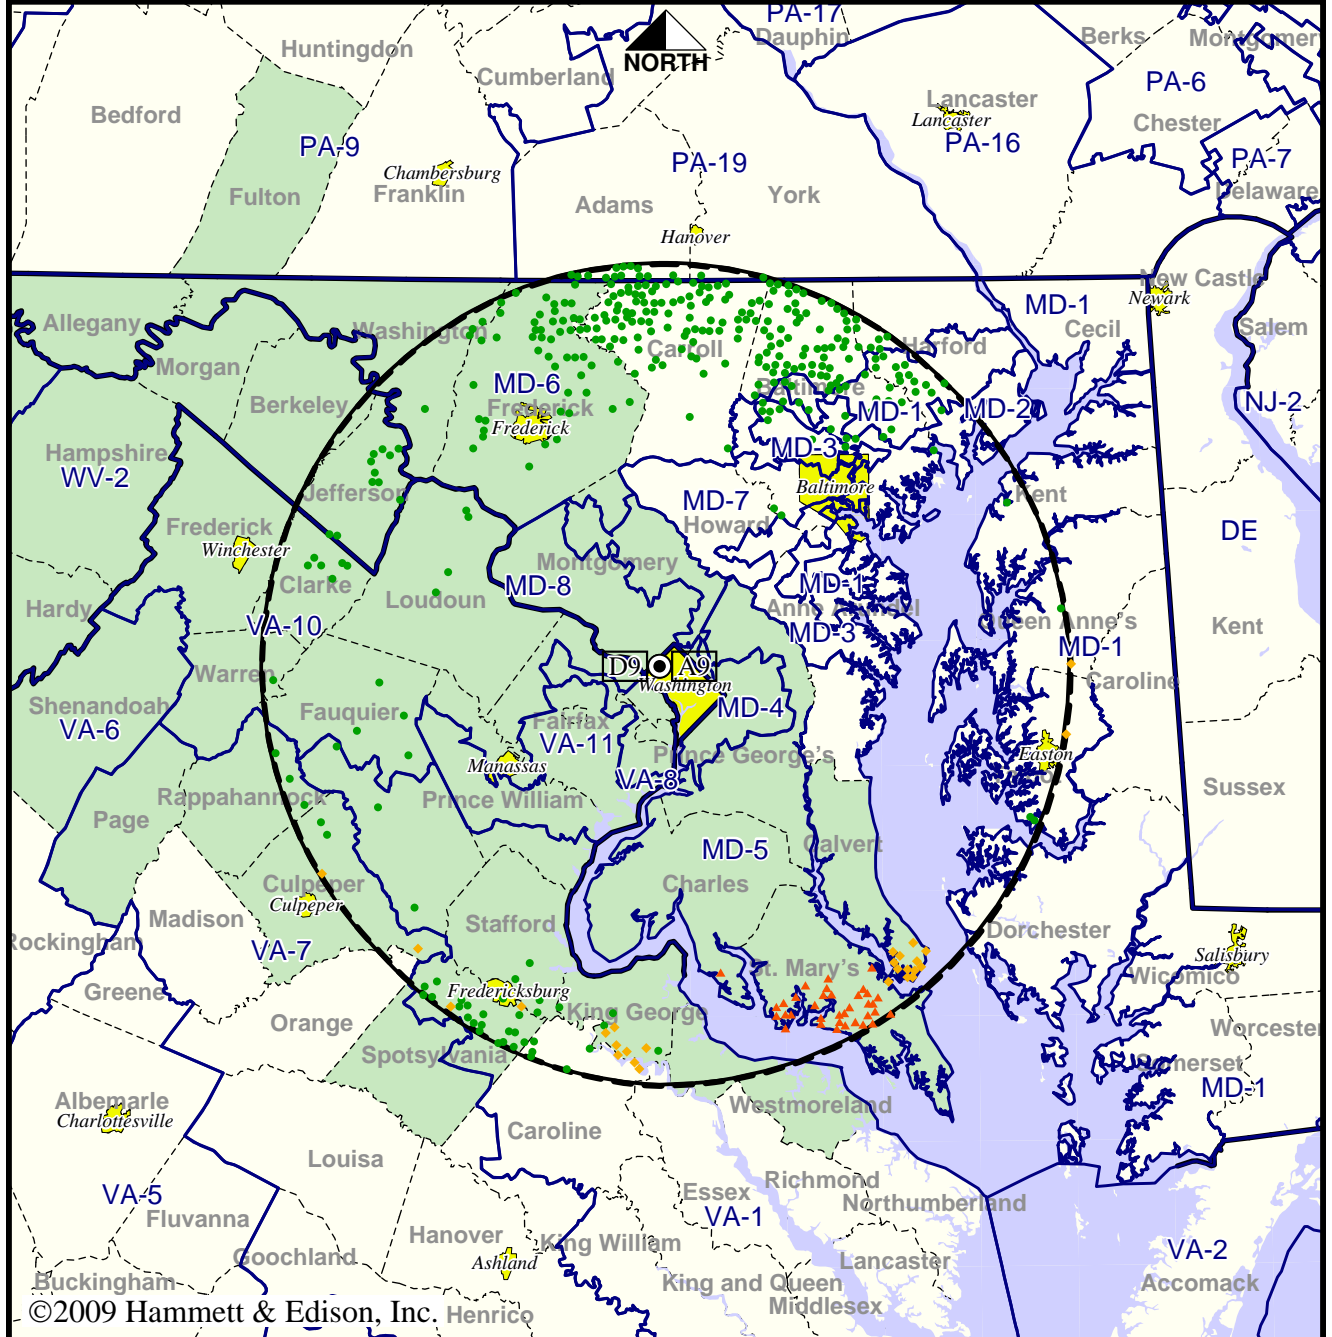 PA-17
Dauphin
Huntingdon
Berks
Montgomery
NORTH
Cumberland
PA-6
Bedford
Lancaster
Lancaster
Chester
PA-9
PA-16
PA-19
PA-7
Chambersburg
Franklin
Fulton
Adams
York
Delaware
Hanover
New Castle
Newark
MD-1
Cecil
Salem
Allegany
Washington
Harford
Morgan
Carroll
MD-6
Baltimore
Berkeley
Frederick
Frederick
MD-1
MD-2
NJ-2
Hampshire
WV-2
MD-3
Baltimore
Jefferson
Kent
MD-7
Howard
Frederick
Winchester
DE
Montgomery
Clarke
MD-8
MD-1
Hardy
Loudoun
Anne Arundel
VA-10
MD-3
Queen Anne's
Kent
MD-1
D9
A9
Warren
Washington
Caroline
Shenandoah
Fauquier
MD-4
VA-6
Fairfax
VA-11
Prince George's
Easton
Manassas
VA-8
Rappahannock
Prince William
Sussex
Page
MD-5
Calvert
Culpeper
Charles
Culpeper
Madison
Stafford
Rockingham
VA-7
Dorchester
Salisbury
St. Mary's
Wicomico
Greene
Fredericksburg
King George
Orange
Worcester
Spotsylvania
Somerset
MD-1
Albemarle
Charlottesville
Westmoreland
Caroline
Louisa
Richmond
VA-5
Essex
Northumberland
Fluvanna
VA-1
Hanover
King William
Goochland
Ashland
Lancaster
VA-2
Buckingham
King and Queen
Accomack
Middlesex
©2009 Hammett & Edison, Inc.
Henrico